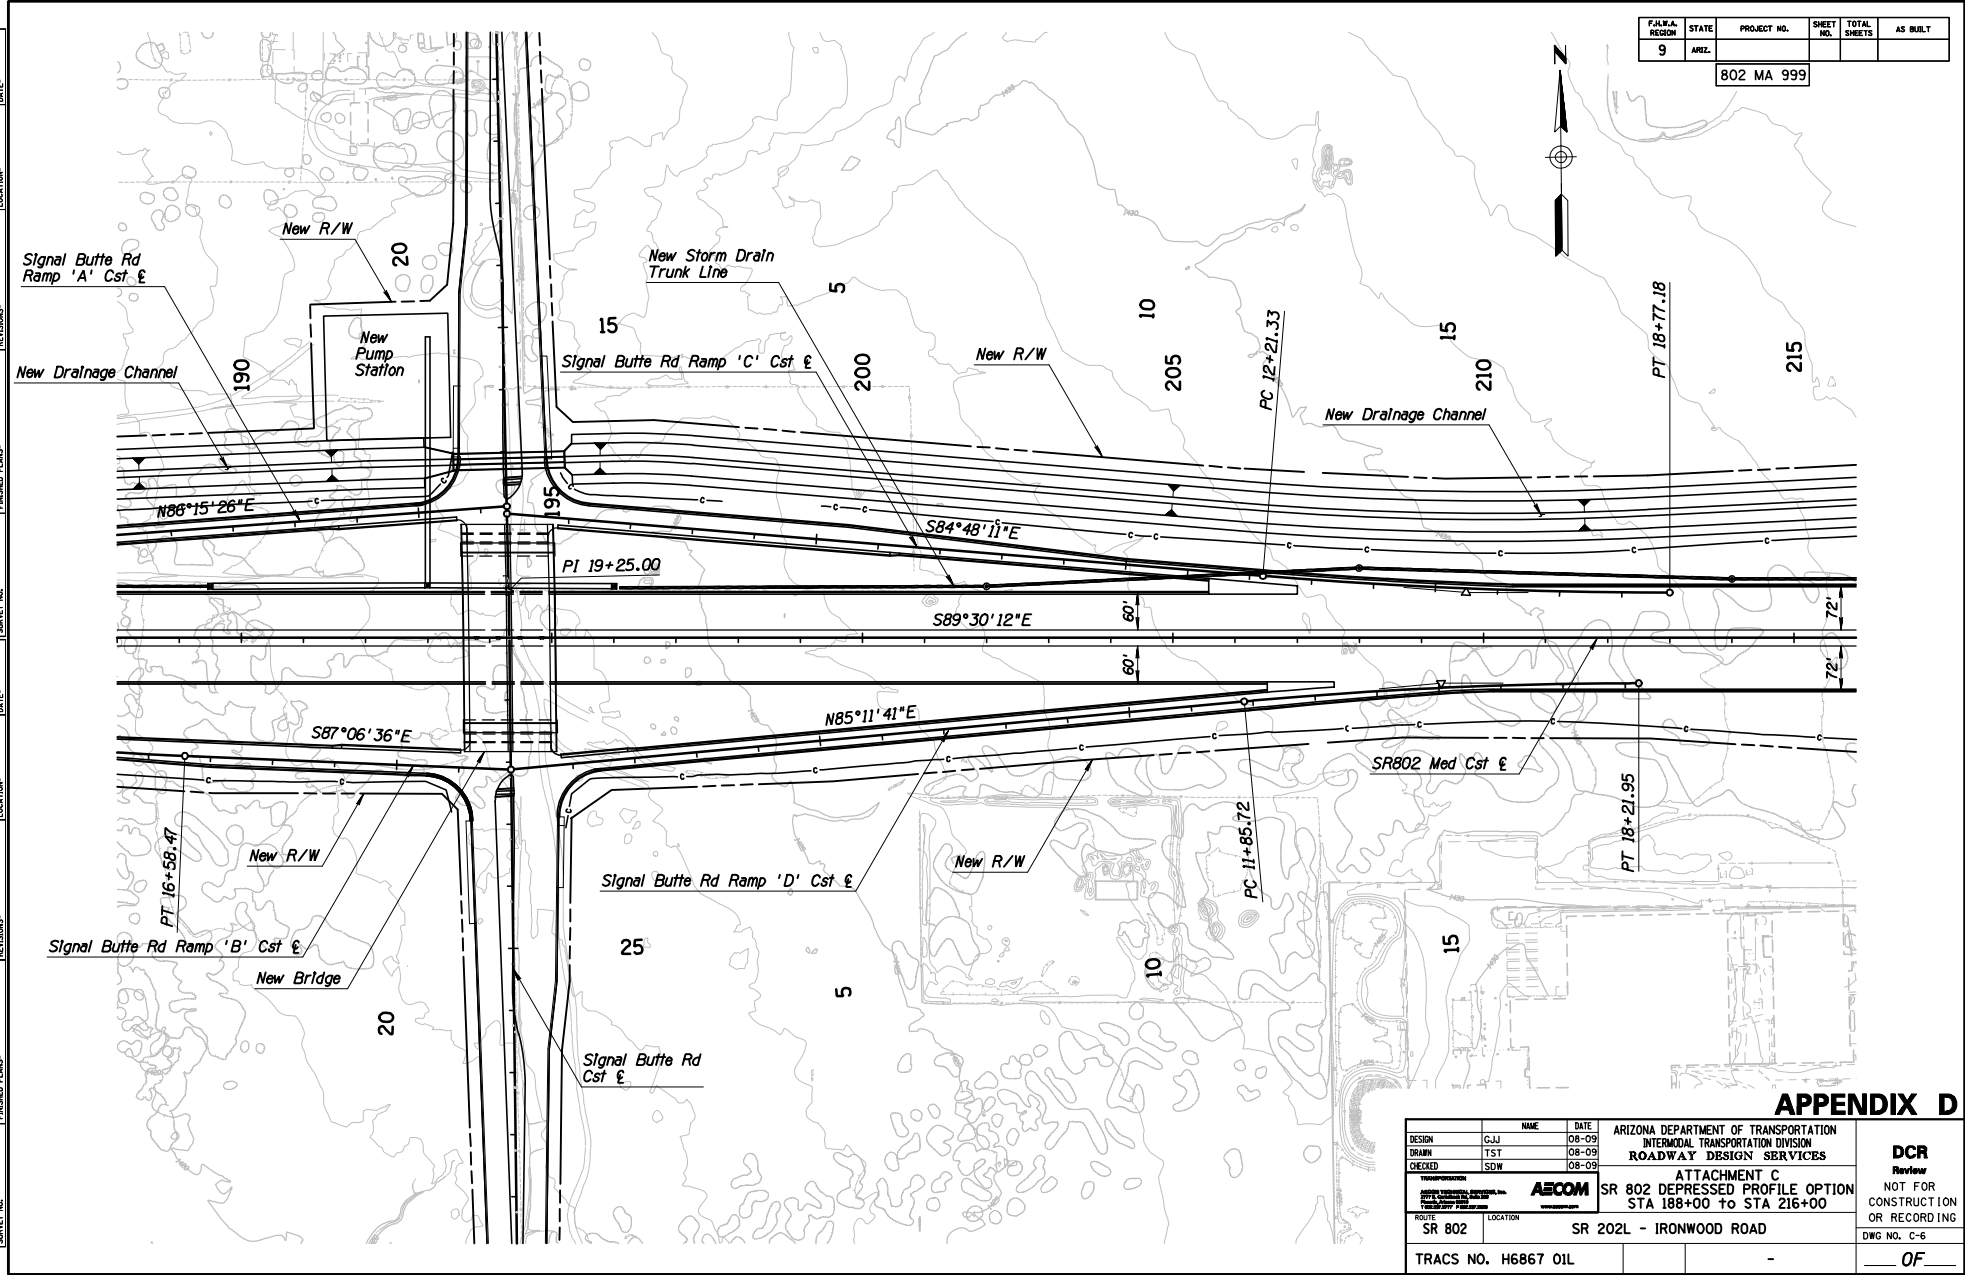 F.H.W.A. REGION
STATE
PROJECT NO.
SHEET NO.
TOTAL SHEETS
AS BUILT
9
ARIZ.
802 MA 999
N
New R/W
20
Signal Butte Rd
Ramp 'A' Cst ℄
New Storm Drain
Trunk Line
5
10
15
PT 18+77.18
15
New
Pump
Station
190
New Drainage Channel
Signal Butte Rd Ramp 'C' Cst ℄
200
New R/W
205
PC 12+21.33
210
215
New Drainage Channel
N86°15'26"E
195
S84°48'11"E
PI 19+25.00
S89°30'12"E
60'
72'
60'
72'
S87°06'36"E
N85°11'41"E
SR802 Med Cst ℄
PT 16+58.47
New R/W
Signal Butte Rd Ramp 'D' Cst ℄
New R/W
PC 11+85.72
PT 18+21.95
Signal Butte Rd Ramp 'B' Cst ℄
New Bridge
25
20
5
10
15
Signal Butte Rd
Cst ℄
APPENDIX D
NAME DATE
DESIGN GJJ 08-09
DRAWN TST 08-09
CHECKED SDW 08-09
ARIZONA DEPARTMENT OF TRANSPORTATION
INTERMODAL TRANSPORTATION DIVISION
ROADWAY DESIGN SERVICES
TRANSPORTATION
AECOM
ATTACHMENT C
SR 802 DEPRESSED PROFILE OPTION
STA 188+00 to STA 216+00
DCR
Review
NOT FOR
CONSTRUCTION
OR RECORDING
ROUTE
SR 802
LOCATION
SR 202L - IRONWOOD ROAD
DWG NO. C-6
TRACS NO. H6867 01L
-
OF